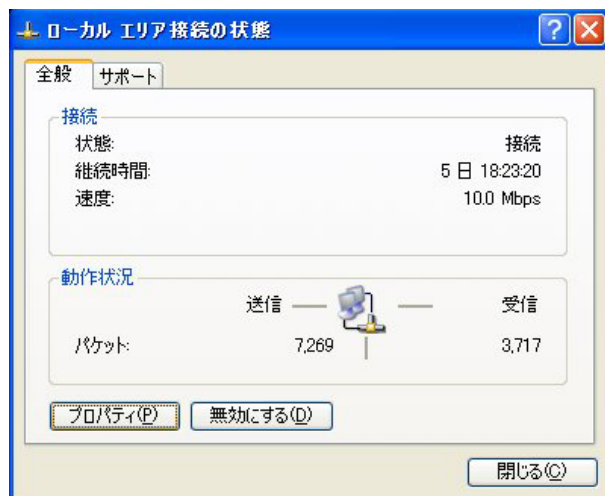 ローカル エリア接続の状態
全般 サポート
接続
状態: 接続
継続時間: 5 日 18:23:20
速度: 10.0 Mbps
動作状況
送信 受信
パケット: 7,269 3,717
プロパティ(P) 無効にする(D)
閉じる(C)